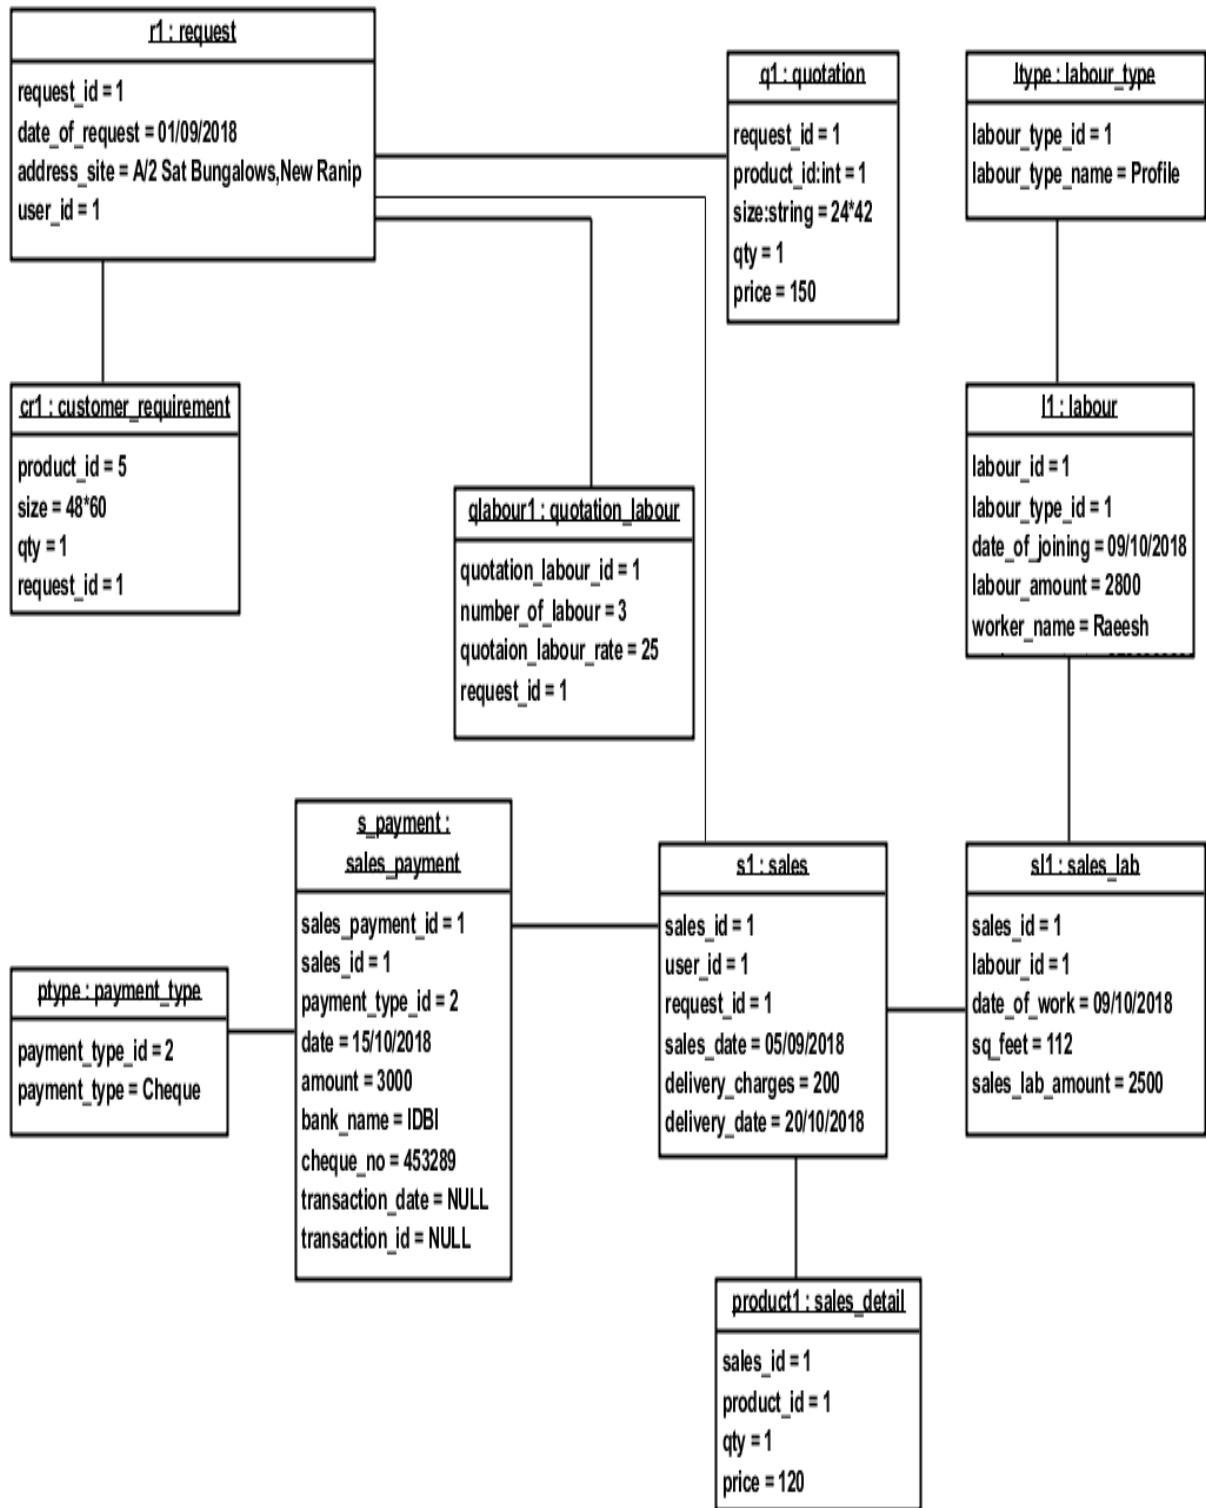 r1 : request
request_id = 1
date_of_request = 01/09/2018
address_site = A/2 Sat Bungalows,New Ranip
user_id = 1
q1 : quotation
request_id = 1
product_id:int = 1
size:string = 24*42
qty = 1
price = 150
ltype : labour_type
labour_type_id = 1
labour_type_name = Profile
cr1 : customer_requirement
product_id = 5
size = 48*60
qty = 1
request_id = 1
qlabour1 : quotation_labour
quotation_labour_id = 1
number_of_labour = 3
quotaion_labour_rate = 25
request_id = 1
l1 : labour
labour_id = 1
labour_type_id = 1
date_of_joining = 09/10/2018
labour_amount = 2800
worker_name = Raeesh
s_payment :
sales_payment
sales_payment_id = 1
sales_id = 1
payment_type_id = 2
date = 15/10/2018
amount = 3000
bank_name = IDBI
cheque_no = 453289
transaction_date = NULL
transaction_id = NULL
s1 : sales
sales_id = 1
user_id = 1
request_id = 1
sales_date = 05/09/2018
delivery_charges = 200
delivery_date = 20/10/2018
sl1 : sales_lab
sales_id = 1
labour_id = 1
date_of_work = 09/10/2018
sq_feet = 112
sales_lab_amount = 2500
ptype : payment_type
payment_type_id = 2
payment_type = Cheque
product1 : sales_detail
sales_id = 1
product_id = 1
qty = 1
price = 120